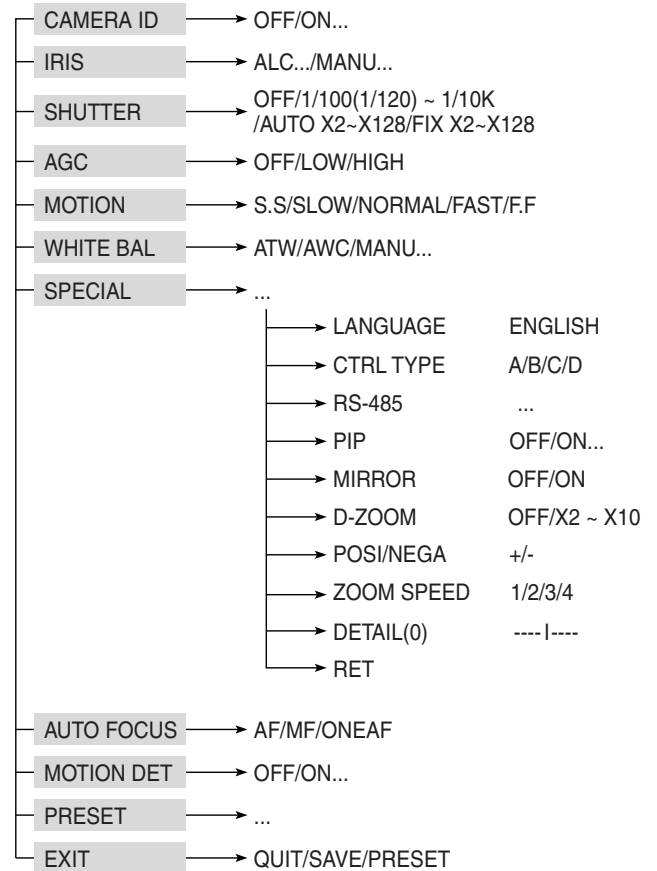 CAMERA ID OFF/ON...
IRIS ALC.../MANU...
SHUTTER OFF/1/100(1/120) ~ 1/10K
/AUTO X2~X128/FIX X2~X128
AGC OFF/LOW/HIGH
MOTION S.S/SLOW/NORMAL/FAST/F.F
WHITE BAL ATW/AWC/MANU...
SPECIAL ...
LANGUAGE ENGLISH
CTRL TYPE A/B/C/D
RS-485 ...
PIP OFF/ON...
MIRROR OFF/ON
D-ZOOM OFF/X2 ~ X10
POSI/NEGA +/-
ZOOM SPEED 1/2/3/4
DETAIL(0) ----I----
RET
AUTO FOCUS AF/MF/ONEAF
MOTION DET OFF/ON...
PRESET ...
EXIT QUIT/SAVE/PRESET